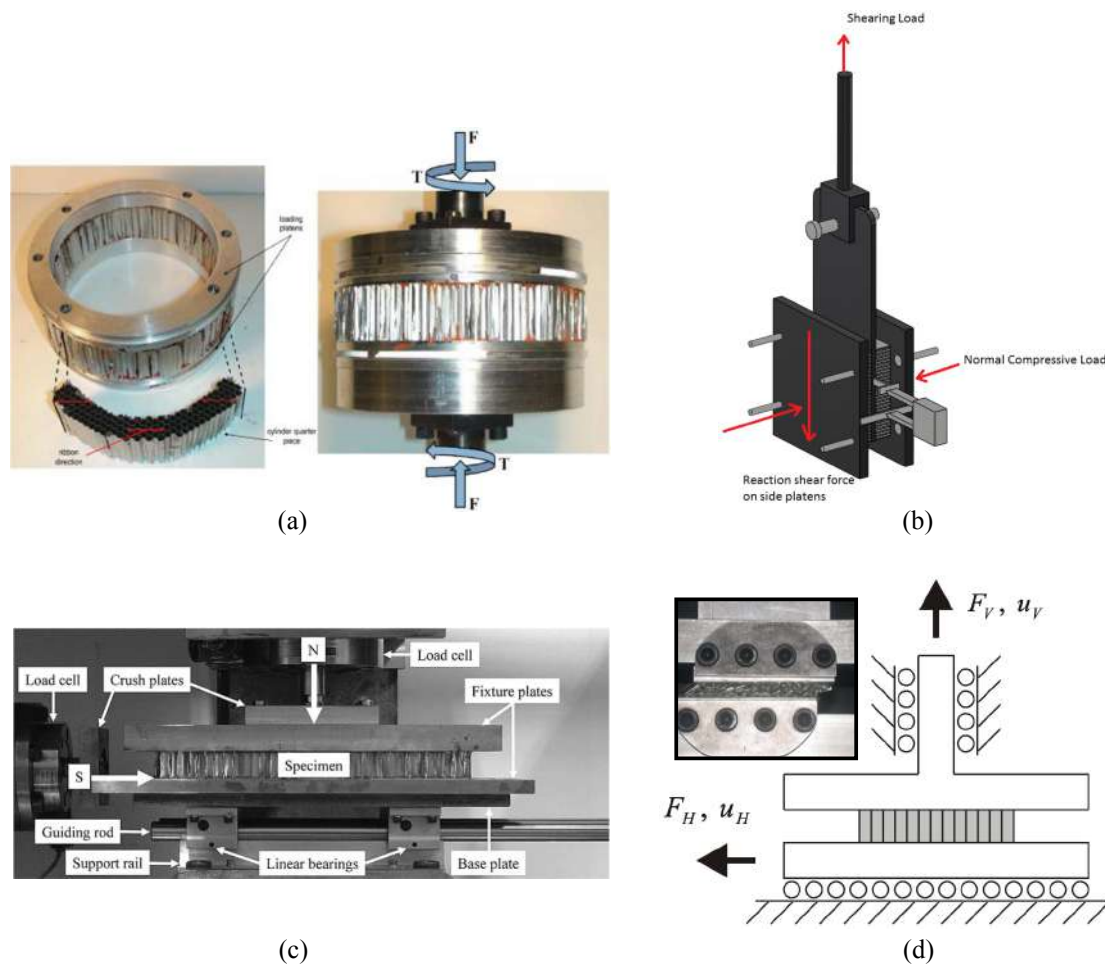 Shearing Load
F
T
loading
platens
cylinder quarter
piece
ribbon
direction
T
F
(a)
Normal Compressive Load
Reaction shear force
on side platens
(b)
N
Load cell
Load cell
Crush plates
Fixture plates
Specimen
S
Guiding rod
Support rail
Linear bearings
Base plate
(c)
F_V, u_V
F_H, u_H
(d)